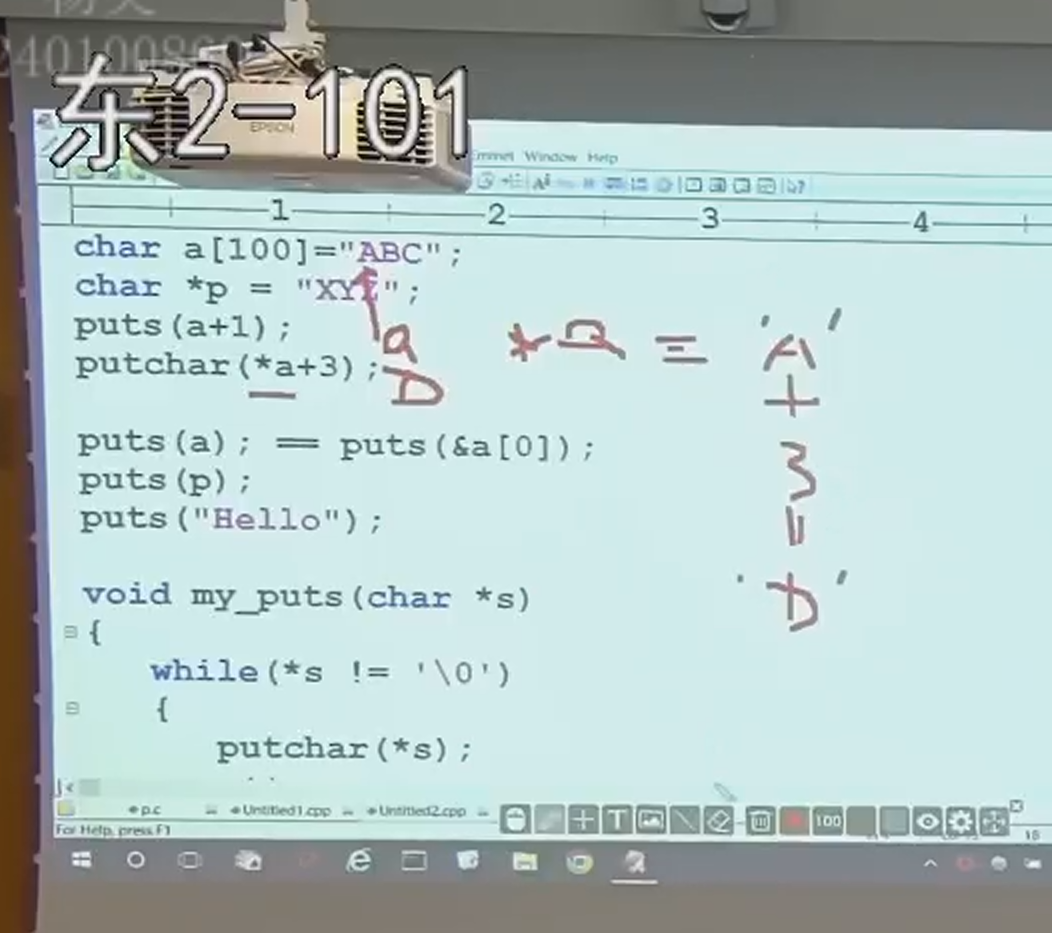 东2-101
EPSON
Window Help
1 2 3 4
char a[100]="ABC";
char *p = "XYZ";
puts(a+1);
a
*a = 'A'
putchar(*a+3);
D
+
3
=
'D'
puts(a); == puts(&a[0]);
puts(p);
puts("Hello");
void my_puts(char *s)
{
while(*s != '\0')
{
putchar(*s);
p.c Untitled1.cpp Untitled2.cpp
100
For Help, press F1
18